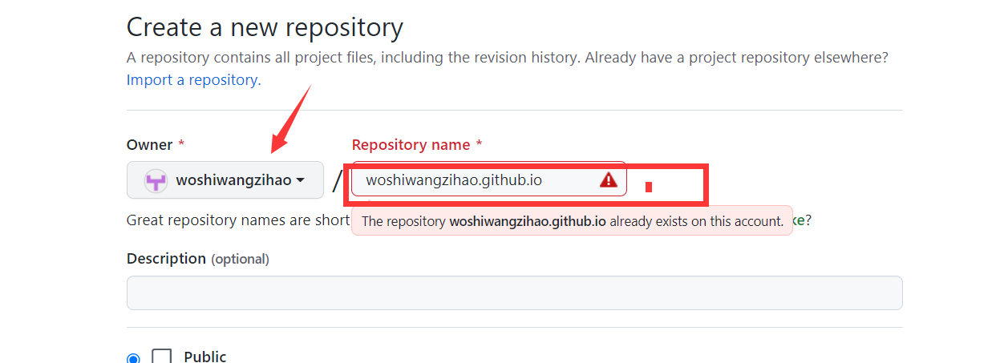 Create a new repository
A repository contains all project files, including the revision history. Already have a project repository elsewhere?
Import a repository.
Owner *
Repository name *
woshiwangzihao
/
woshiwangzihao.github.io
Great repository names are short
?
The repository woshiwangzihao.github.io already exists on this account.
Description (optional)
Public